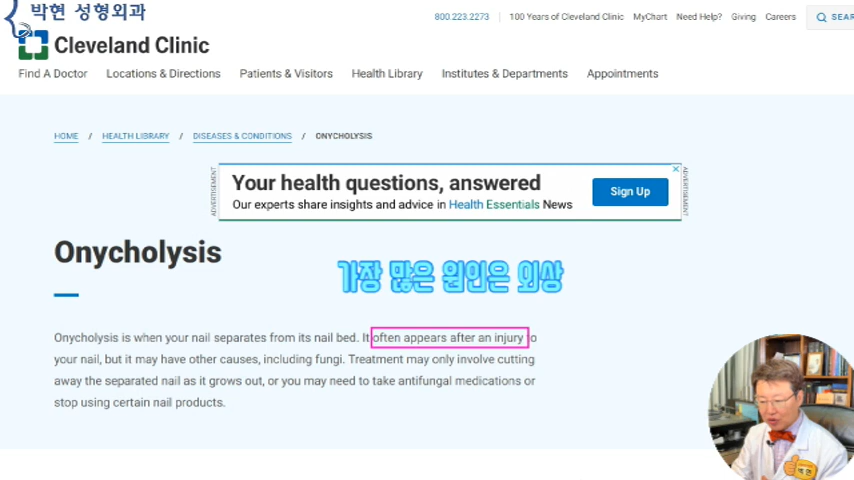 박현 성형외과
800.223.2273 100 Years of Cleveland Clinic MyChart Need Help? Giving Careers SEAR
Cleveland Clinic
Find A Doctor Locations & Directions Patients & Visitors Health Library Institutes & Departments Appointments
HOME / HEALTH LIBRARY / DISEASES & CONDITIONS / ONYCHOLYSIS
ADVERTISEMENT
Your health questions, answered
Our experts share insights and advice in Health Essentials News
Sign Up
ADVERTISEMENT
Onycholysis
가장 많은 원인은 외상
Onycholysis is when your nail separates from its nail bed. It often appears after an injury to
your nail, but it may have other causes, including fungi. Treatment may only involve cutting
away the separated nail as it grows out, or you may need to take antifungal medications or
stop using certain nail products.